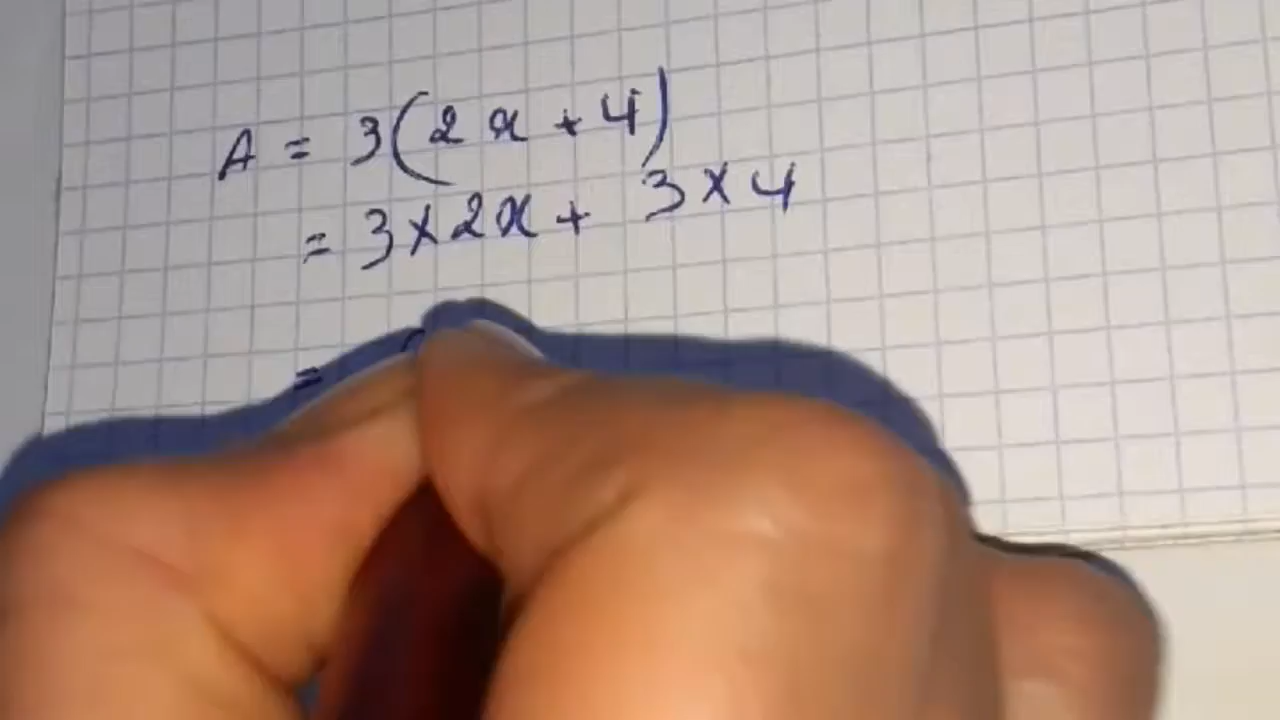 A = 3(2x + 4)
= 3 × 2x + 3 × 4
=